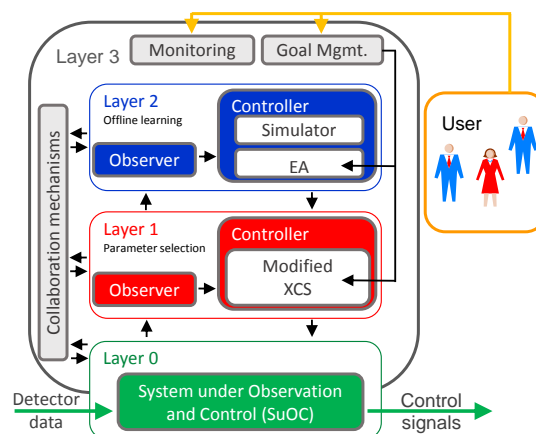 Layer 3
Monitoring
Goal Mgmt.
User
Collaboration mechanisms
Layer 2
Offline learning
Observer
Controller
Simulator
EA
Layer 1
Parameter selection
Observer
Controller
Modified
XCS
Layer 0
System under Observation
and Control (SuOC)
Detector
data
Control
signals